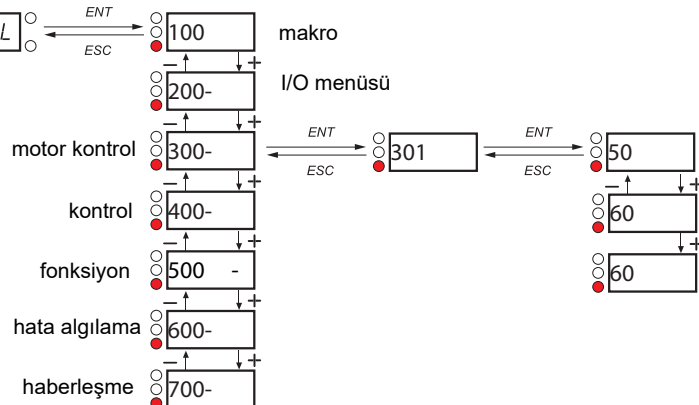 L ENT ESC 100 makro
− +
200- I/O menüsü
− +
motor kontrol 300- ENT ESC 301 ENT ESC 50
− + − +
kontrol 400- 60
− + +
fonksiyon 500 - 60
− +
hata algılama 600-
− +
haberleşme 700-